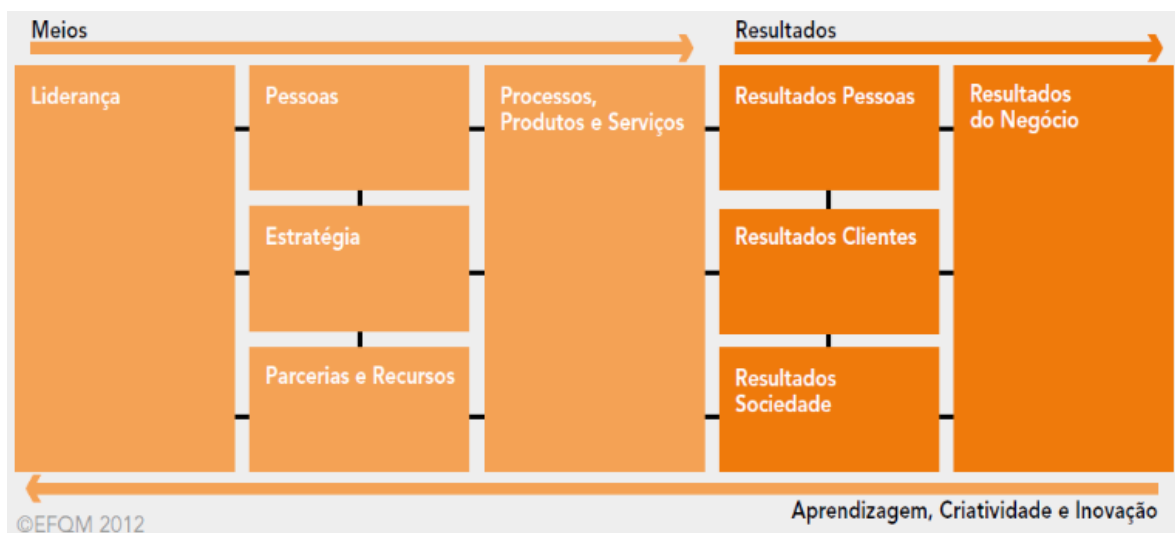 Meios
Resultados
Liderança
Pessoas
Processos,
Produtos e Serviços
Resultados Pessoas
Resultados
do Negócio
Estratégia
Resultados Clientes
Parcerias e Recursos
Resultados
Sociedade
Aprendizagem, Criatividade e Inovação
©EFQM 2012